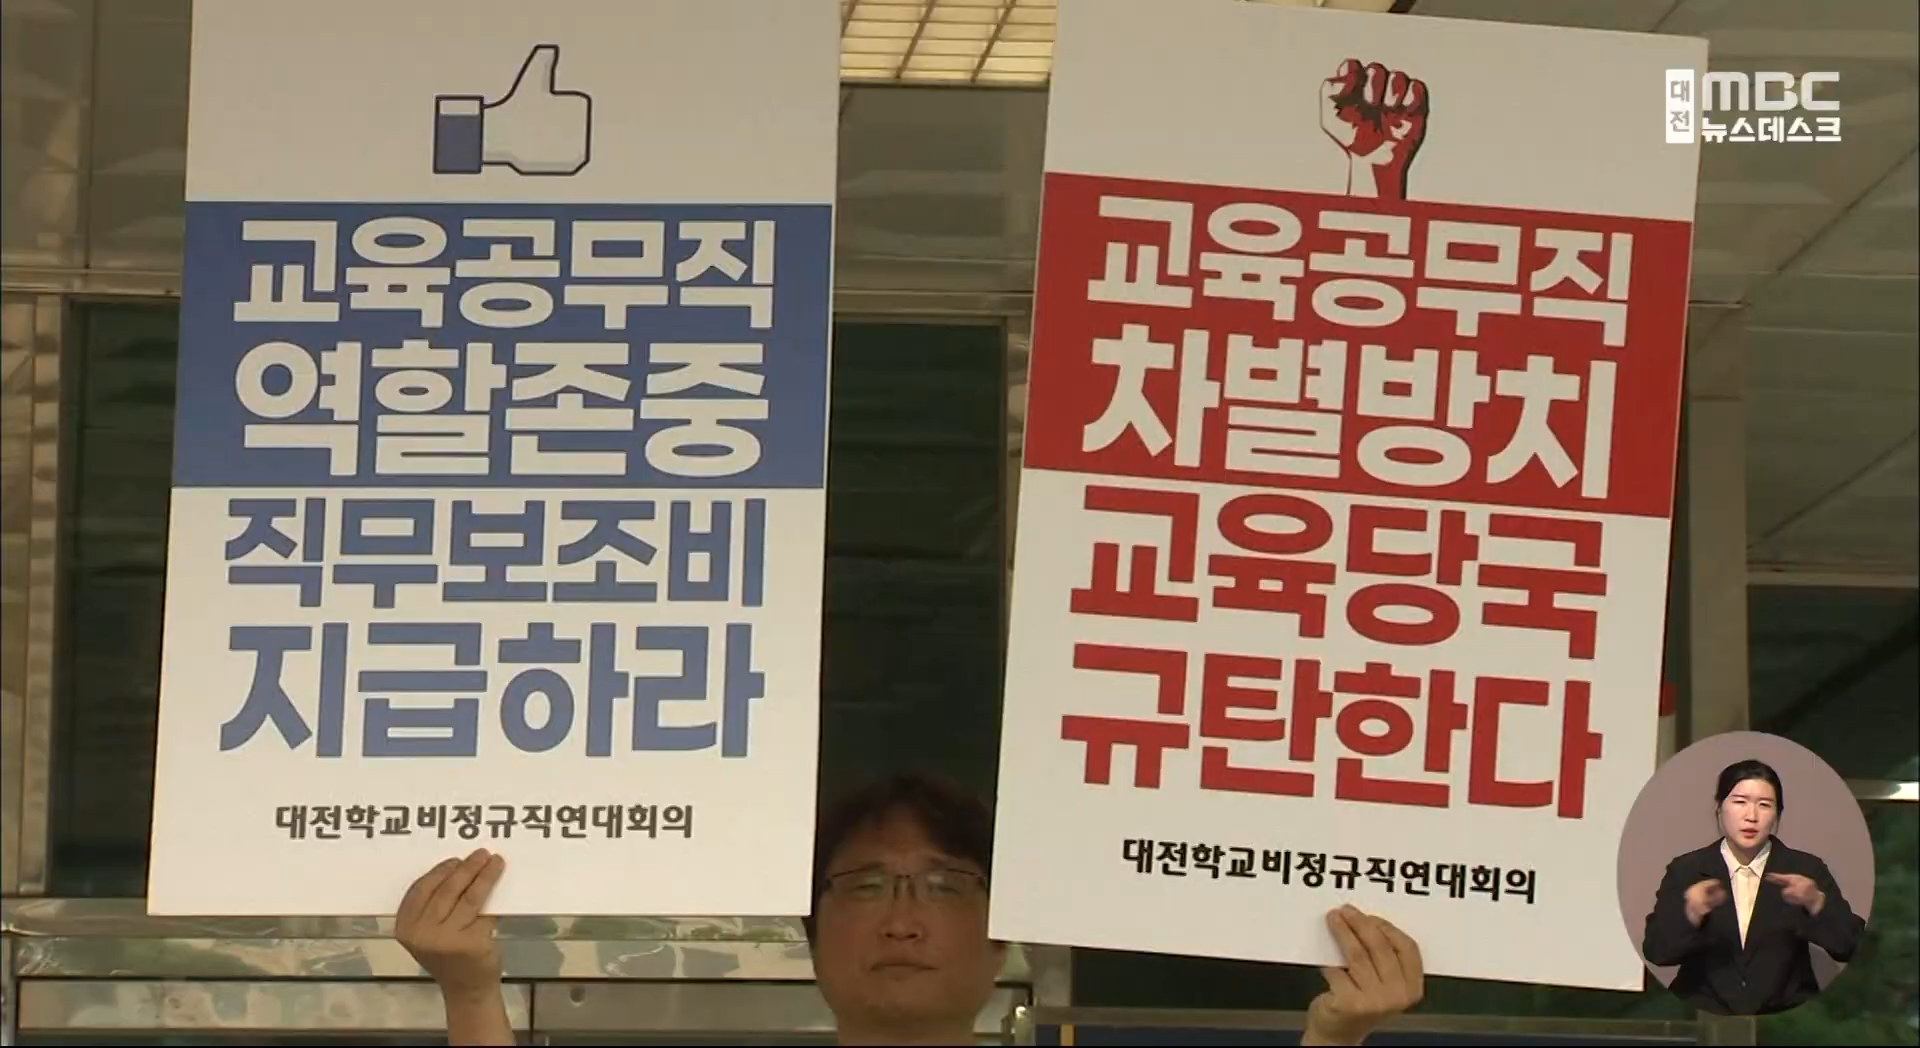 교육공무직
역할존중
직무보조비
지급하라
대전학교비정규직연대회의
교육공무직
차별방치
교육당국
규탄한다
대전학교비정규직연대회의
대전 MBC
뉴스데스크